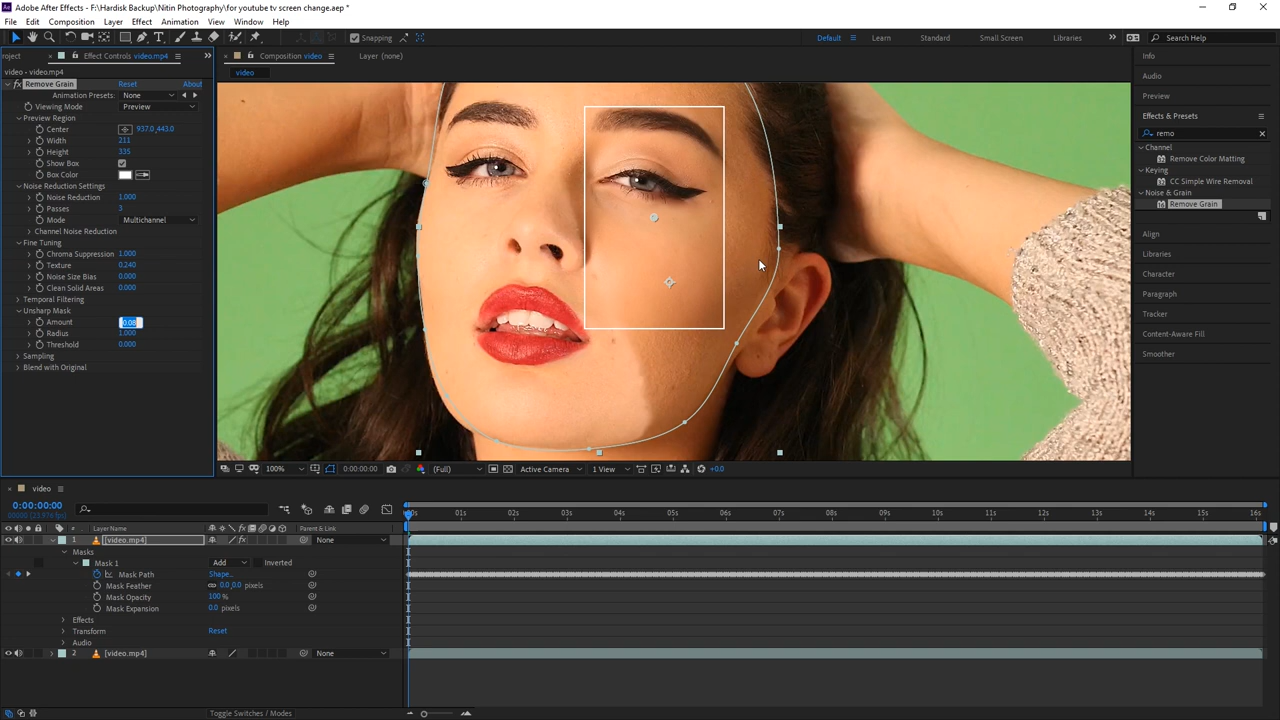 Adobe After Effects - F:\Hardisk Backup\Nitin Photography\for youtube tv screen change.aep *
File Edit Composition Layer Effect Animation View Window Help
Snapping Default Learn Standard Small Screen Libraries Search Help
roject Effect Controls video.mp4 Composition video Layer (none)
video - video.mp4
video
Remove Grain Reset About
Animation Presets: None
Viewing Mode Preview
Preview Region
Center 937.0,443.0
Width 211
Height 335
Show Box
Box Color
Noise Reduction Settings
Noise Reduction 1.000
Passes 3
Mode Multichannel
Channel Noise Reduction
Fine Tuning
Chroma Suppression 1.000
Texture 0.240
Noise Size Bias 0.000
Clean Solid Areas 0.000
Temporal Filtering
Unsharp Mask
Amount 0.08
Radius 1.000
Threshold 0.000
Sampling
Blend with Original
Info
Audio
Preview
Effects & Presets
remo
Channel
Remove Color Matting
Keying
CC Simple Wire Removal
Noise & Grain
Remove Grain
Align
Libraries
Character
Paragraph
Tracker
Content-Aware Fill
Smoother
100% 0:00:00:00 (Full) Active Camera 1 View +0.0
video
0:00:00:00
01s 02s 03s 04s 05s 06s 07s 08s 09s 10s 11s 12s 13s 14s 15s 16s
# Layer Name Parent & Link
1 [video.mp4] None
Masks
Mask 1 Add Inverted
Mask Path Shape...
Mask Feather 0.0,0.0 pixels
Mask Opacity 100 %
Mask Expansion 0.0 pixels
Effects
Transform Reset
Audio
2 [video.mp4] None
Toggle Switches / Modes